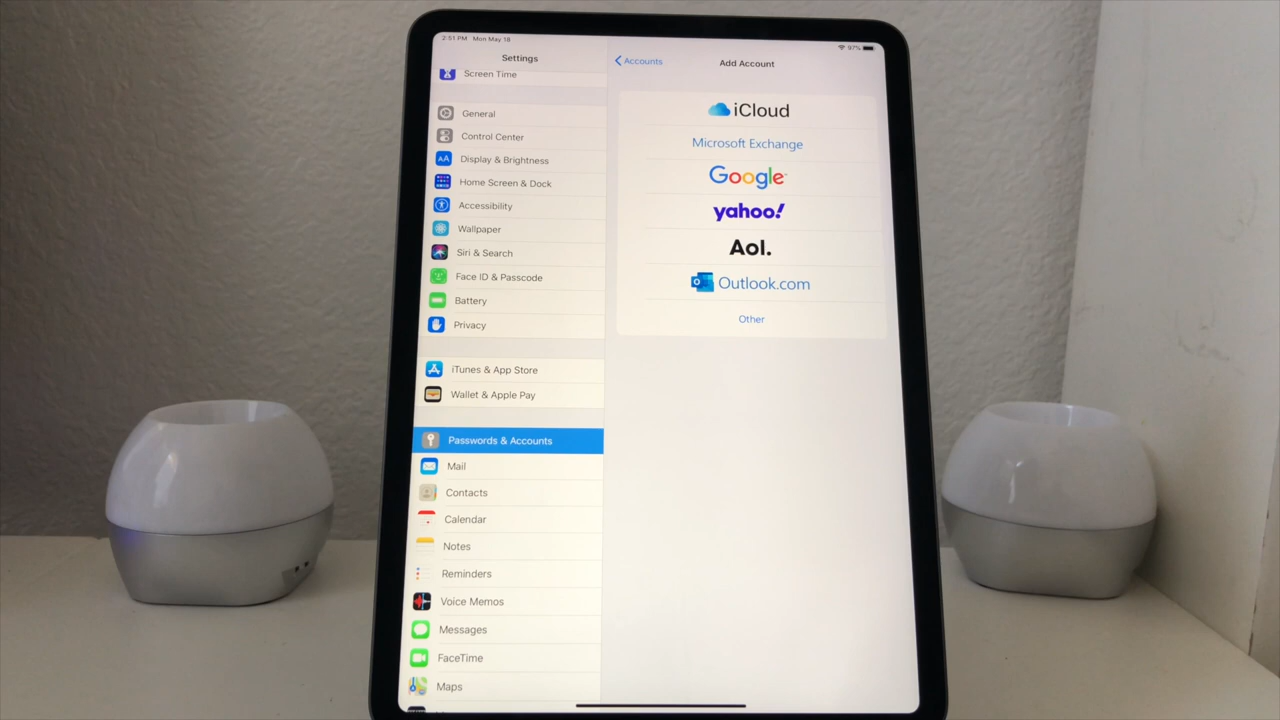 2:51 PM Mon May 18
97%
Settings
Screen Time
General
Control Center
Display & Brightness
Home Screen & Dock
Accessibility
Wallpaper
Siri & Search
Face ID & Passcode
Battery
Privacy
iTunes & App Store
Wallet & Apple Pay
Passwords & Accounts
Mail
Contacts
Calendar
Notes
Reminders
Voice Memos
Messages
FaceTime
Maps
Accounts
Add Account
iCloud
Microsoft Exchange
Google
yahoo!
Aol.
Outlook.com
Other